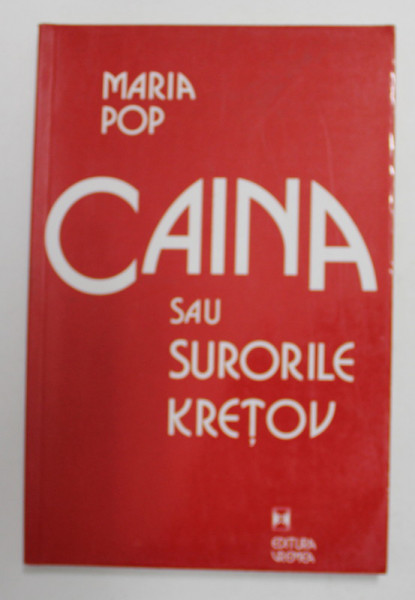 MARIA
POP
CAINA
SAU
SURORILE
KREȚOV
EDITURA
VREMEA